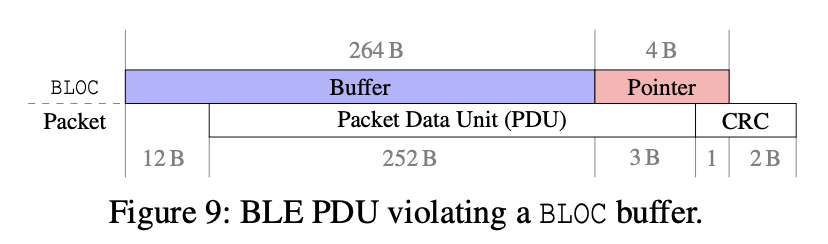 264 B 4 B
BLOC Buffer Pointer
Packet Packet Data Unit (PDU) CRC
12 B 252 B 3 B 1 2 B
Figure 9: BLE PDU violating a BLOC buffer.